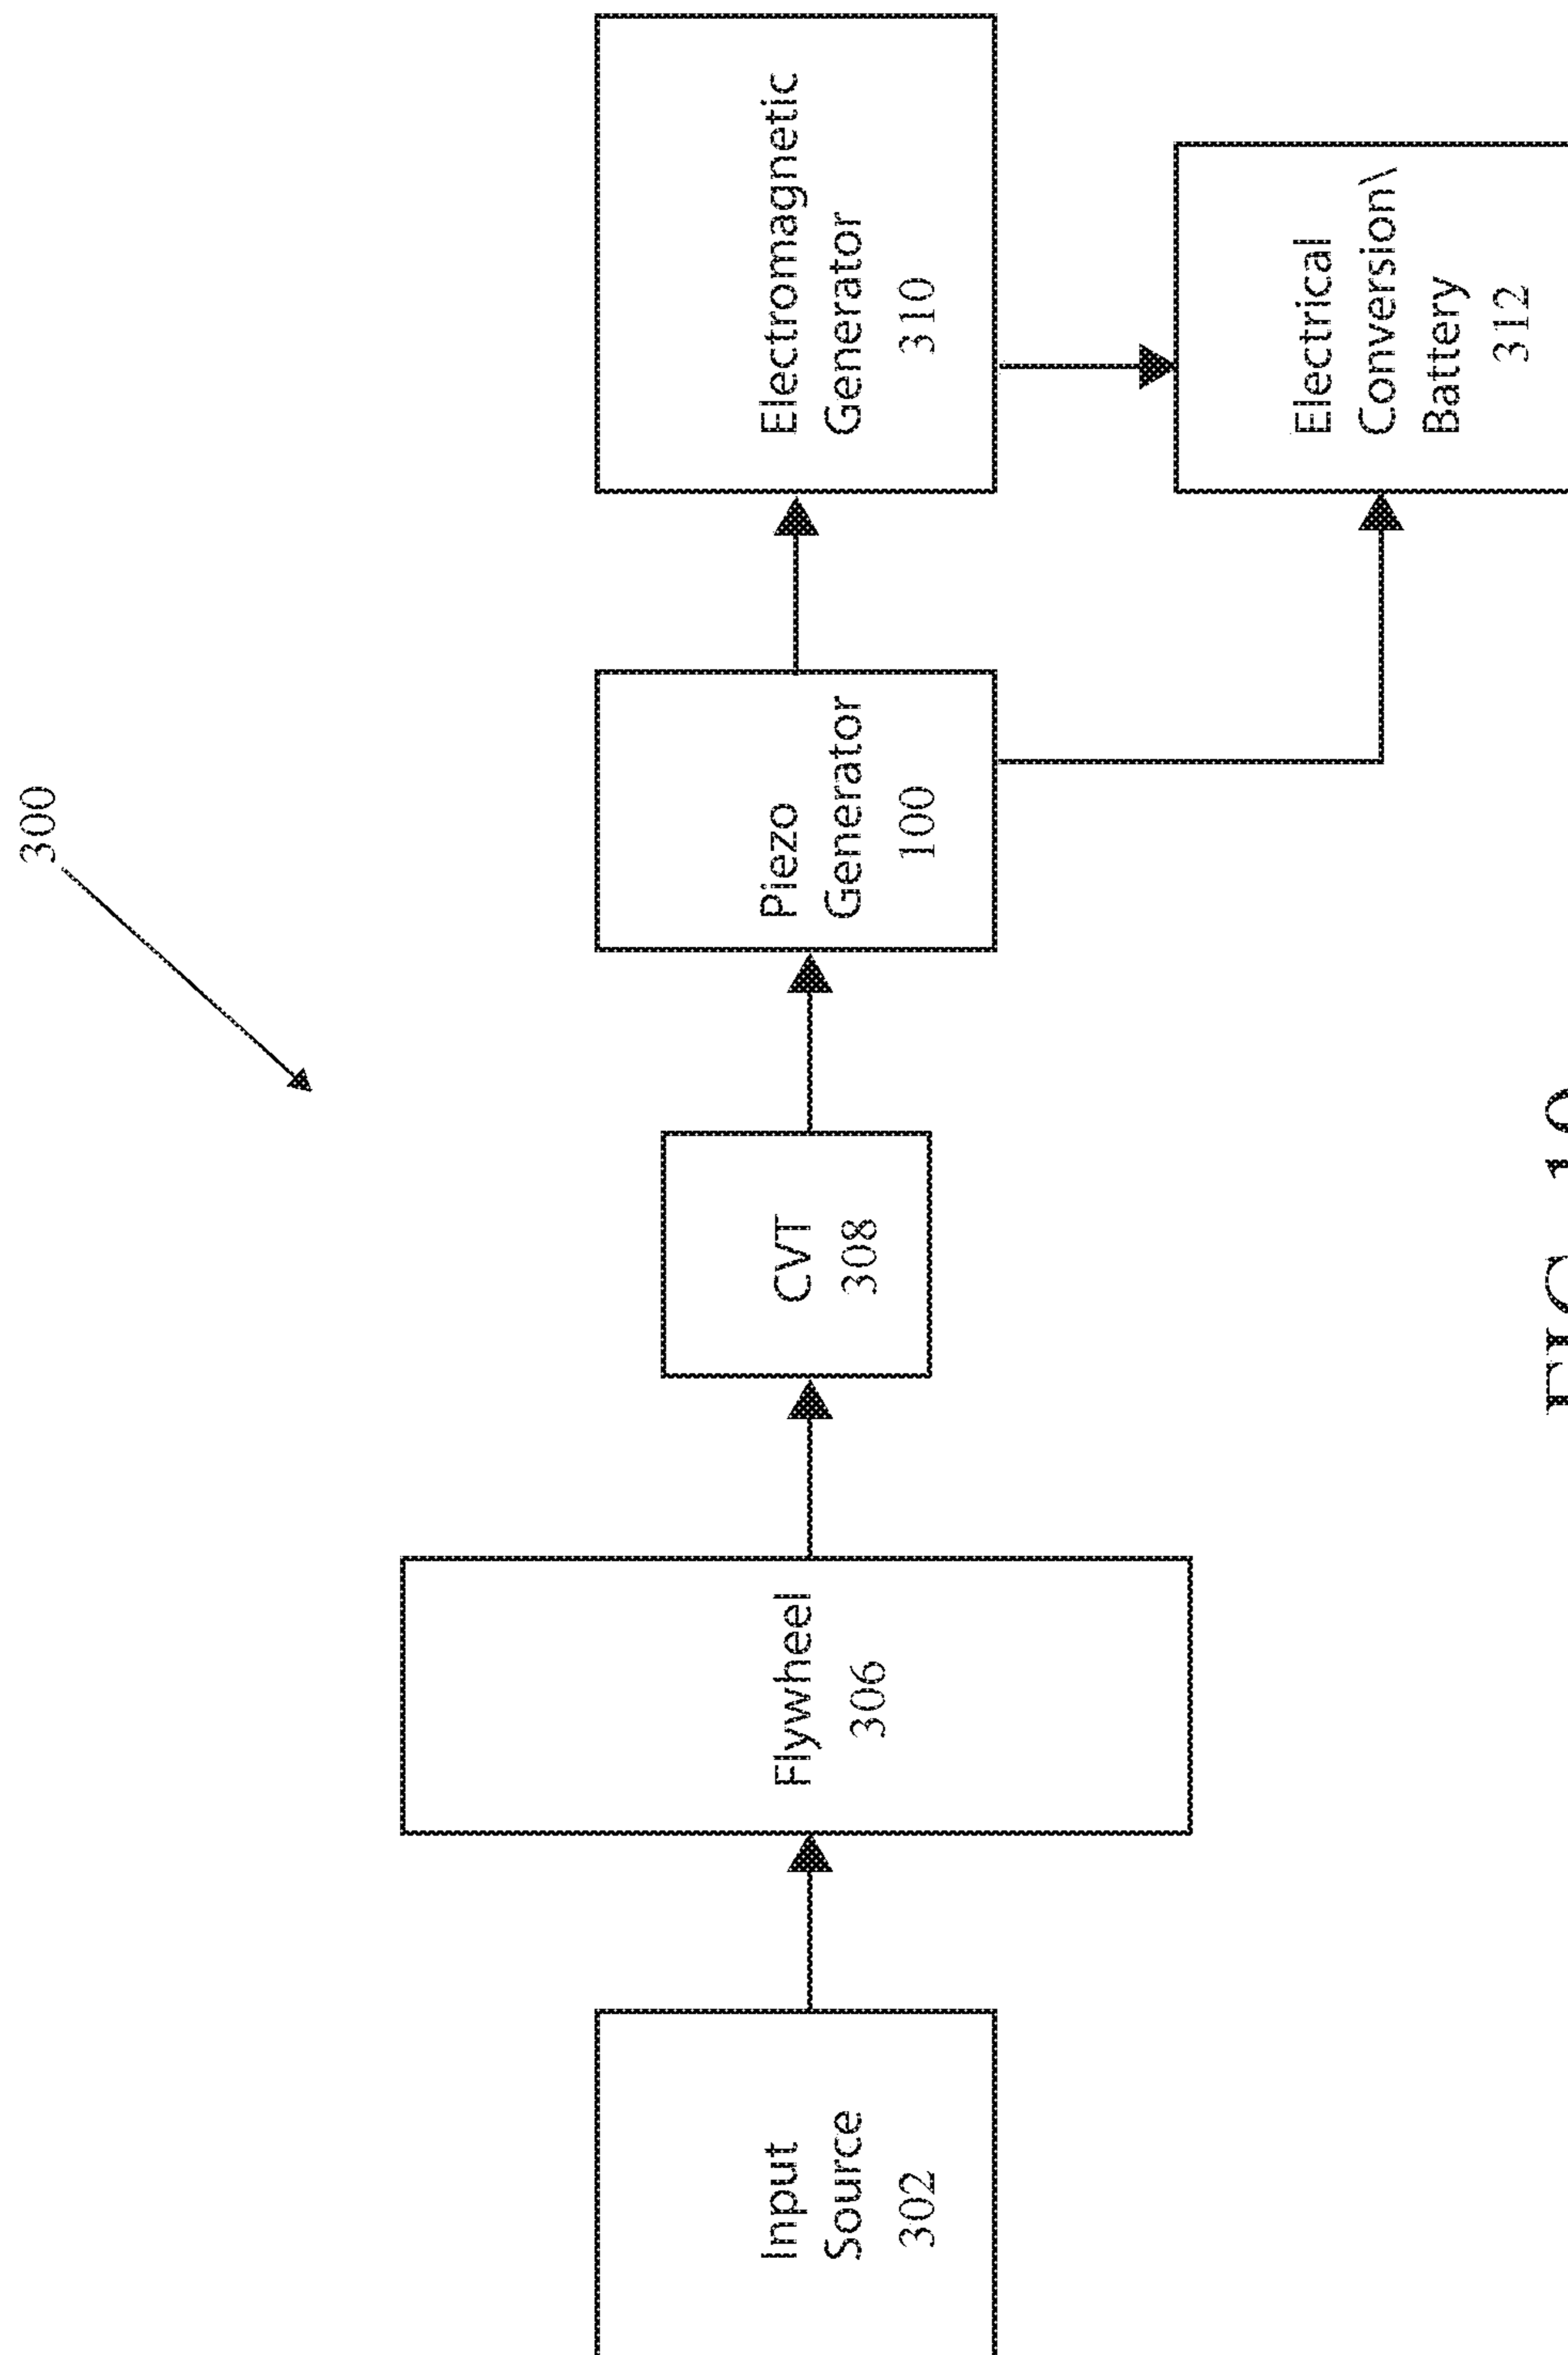 300
Input
Source
302
Flywheel
306
CVT
308
Piezo
Generator
100
Electromagnetic
Generator
310
Electrical
Conversion\
Battery
312